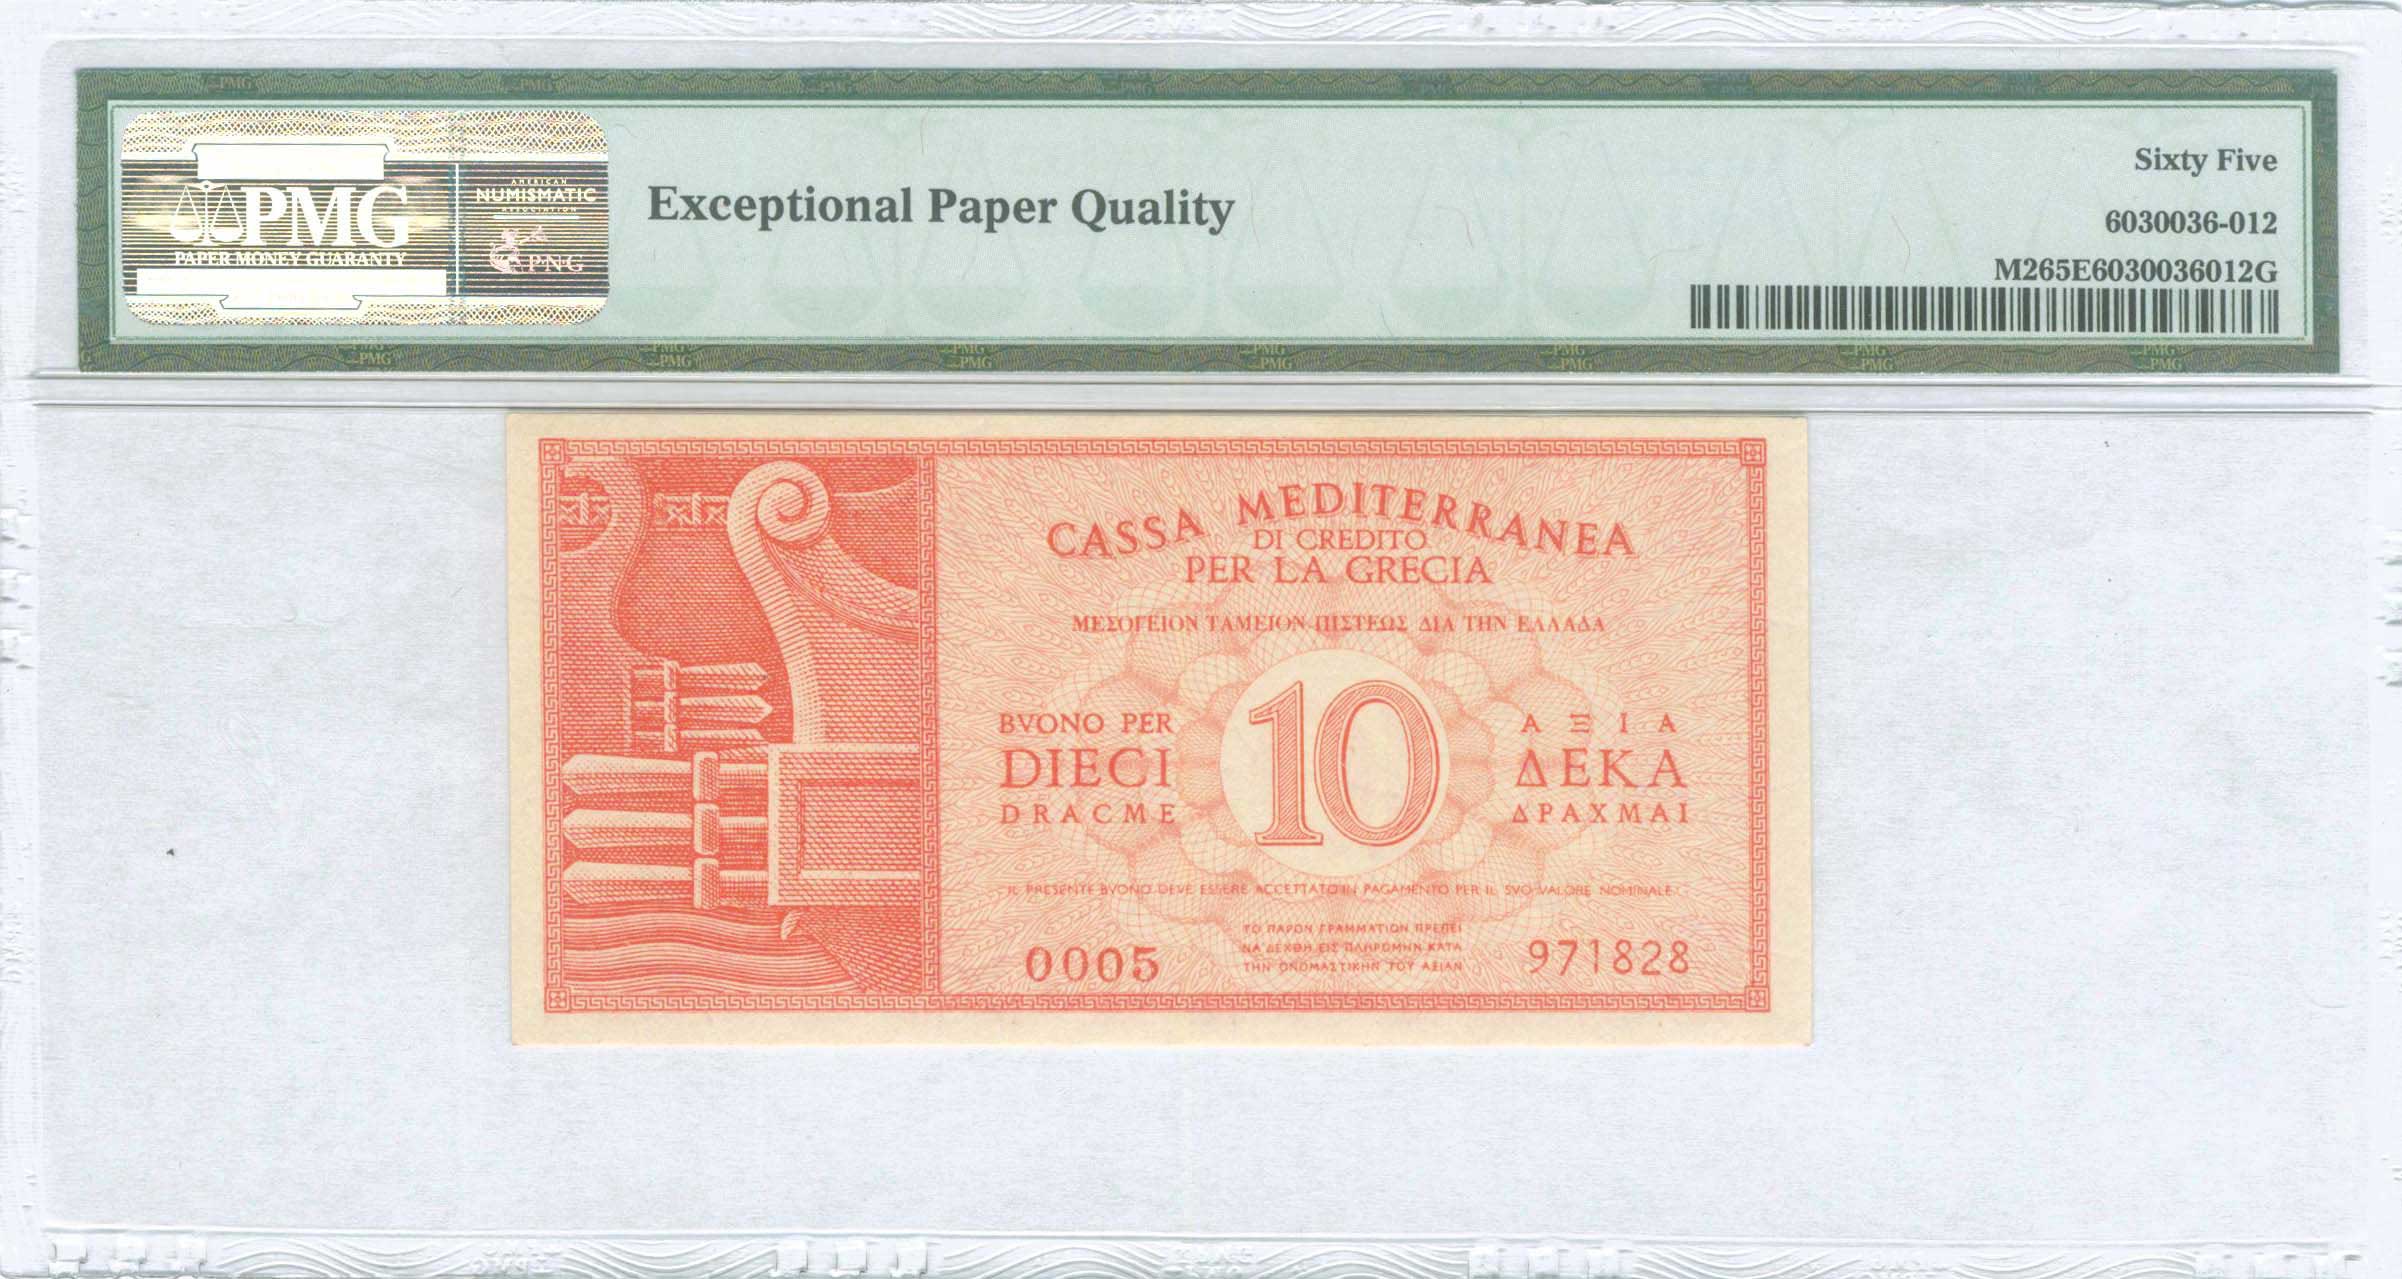 PMG
PAPER MONEY GUARANTY
AMERICAN
NUMISMATIC
ASSOCIATION
PNG
Exceptional Paper Quality
Sixty Five
6030036-012
M265E6030036012G
CASSA MEDITERRANEA
DI CREDITO
PER LA GRECIA
ΜΕΣΟΓΕΙΟΝ ΤΑΜΕΙΟΝ ΠΙΣΤΕΩΣ ΔΙΑ ΤΗΝ ΕΛΛΑΔΑ
BVONO PER
DIECI
DRACME
10
ΑΞΙΑ
ΔΕΚΑ
ΔΡΑΧΜΑΙ
IL PRESENTE BVONO DEVE ESSERE ACCETTATO IN PAGAMENTO PER IL SVO VALORE NOMINALE
ΤΟ ΠΑΡΟΝ ΓΡΑΜΜΑΤΙΟΝ ΠΡΕΠΕΙ
ΝΑ ΔΕΧΘΗ ΕΙΣ ΠΛΗΡΩΜΗΝ ΚΑΤΑ
ΤΗΝ ΟΝΟΜΑΣΤΙΚΗΝ ΤΟΥ ΑΞΙΑΝ
0005
971828